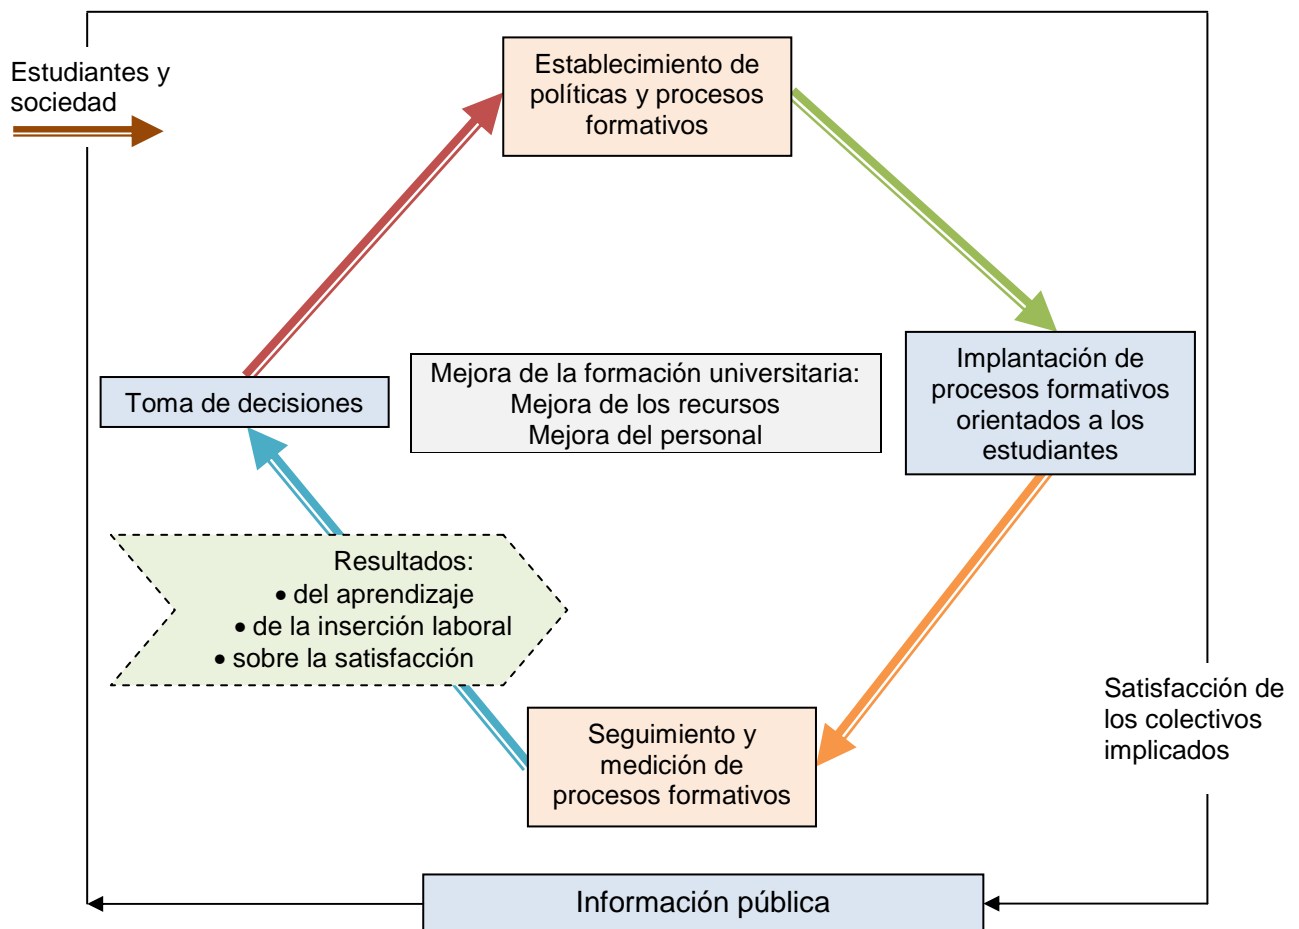 Estudiantes y
sociedad
Establecimiento de
políticas y procesos
formativos
Toma de decisiones
Mejora de la formación universitaria:
Mejora de los recursos
Mejora del personal
Implantación de
procesos formativos
orientados a los
estudiantes
Resultados:
• del aprendizaje
• de la inserción laboral
• sobre la satisfacción
Seguimiento y
medición de
procesos formativos
Satisfacción de
los colectivos
implicados
Información pública